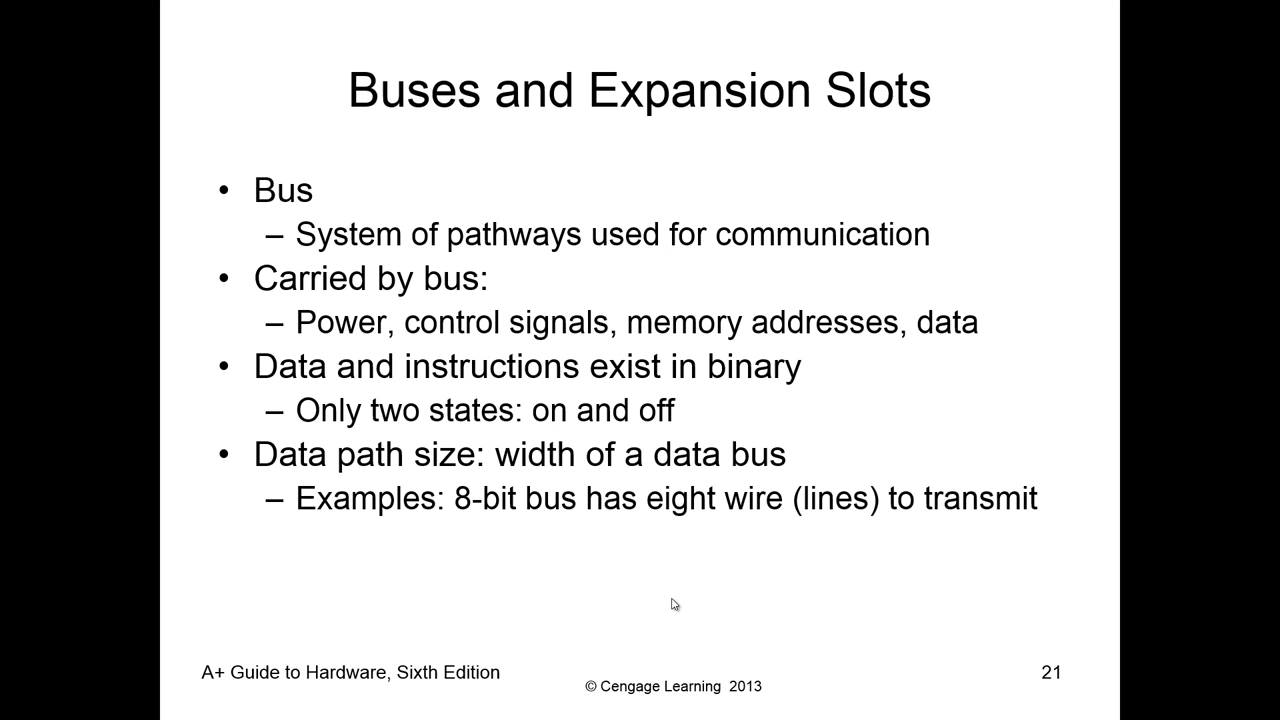 Buses and Expansion Slots
• Bus
– System of pathways used for communication
• Carried by bus:
– Power, control signals, memory addresses, data
• Data and instructions exist in binary
– Only two states: on and off
• Data path size: width of a data bus
– Examples: 8-bit bus has eight wire (lines) to transmit
A+ Guide to Hardware, Sixth Edition
© Cengage Learning 2013
21